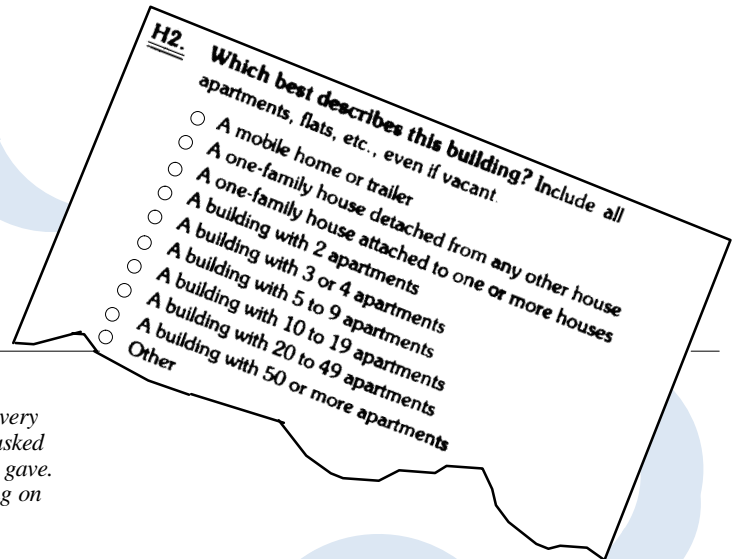 H2. Which best describes this building? Include all
apartments, flats, etc., even if vacant.
A mobile home or trailer
A one-family house detached from any other house
A one-family house attached to one or more houses
A building with 2 apartments
A building with 3 or 4 apartments
A building with 5 to 9 apartments
A building with 10 to 19 apartments
A building with 20 to 49 apartments
A building with 50 or more apartments
Other
very
asked
gave.
g on